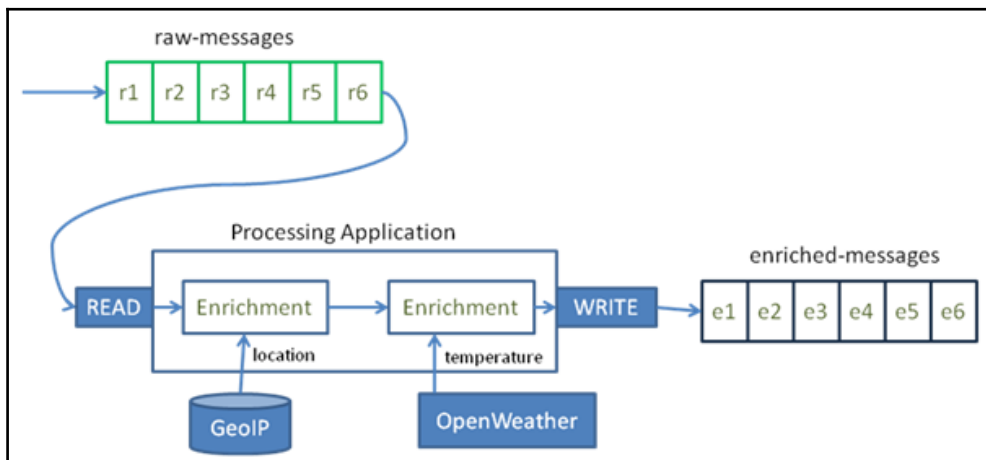 raw-messages
r1 r2 r3 r4 r5 r6
Processing Application
enriched-messages
READ Enrichment Enrichment WRITE e1 e2 e3 e4 e5 e6
location temperature
GeoIP OpenWeather